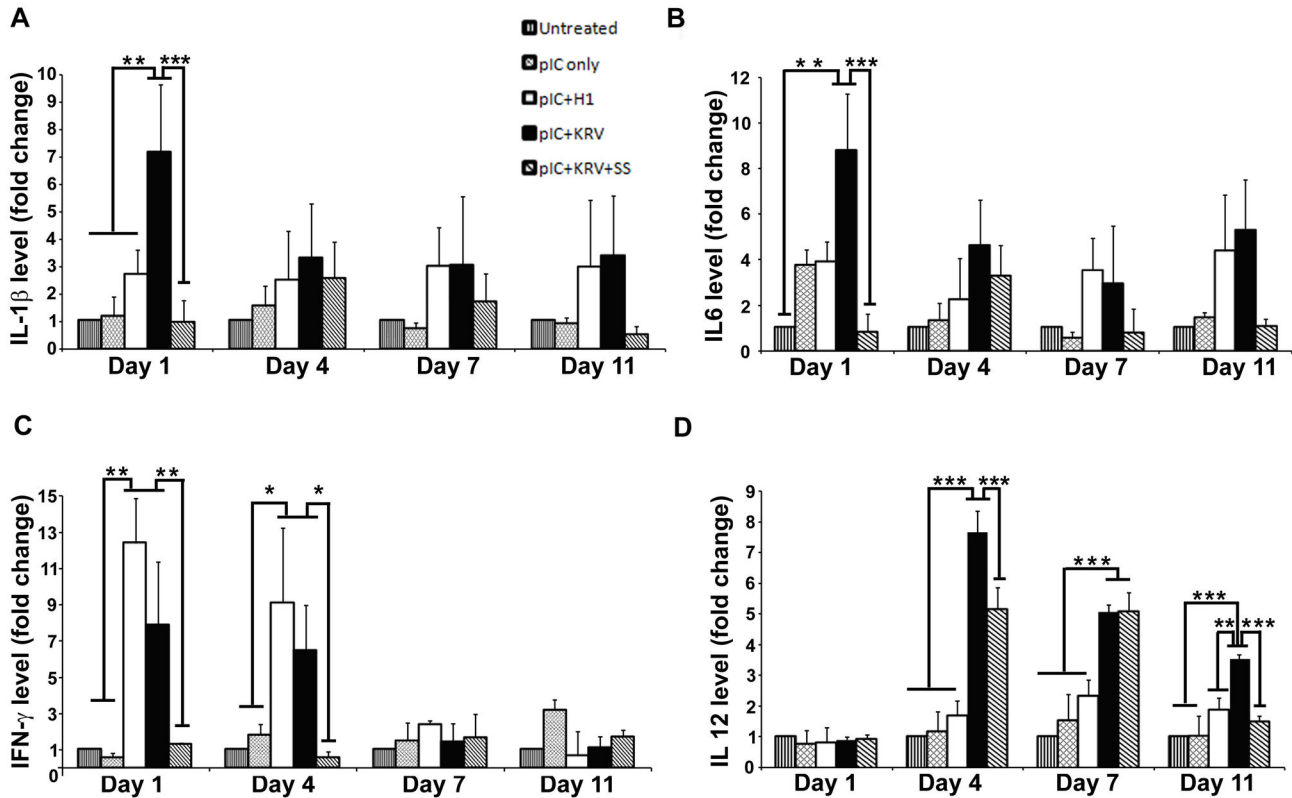 A
IL-1β level (fold change)
10
9
8
7
6
5
4
3
2
1
0
** ***
Day 1 Day 4 Day 7 Day 11
Untreated
pIC only
pIC+H1
pIC+KRV
pIC+KRV+SS
B
IL6 level (fold change)
12
10
8
6
4
2
0
* * ***
Day 1 Day 4 Day 7 Day 11
C
IFN-γ level (fold change)
15
13
11
9
7
5
3
1
0
** **
* *
Day 1 Day 4 Day 7 Day 11
D
IL 12 level (fold change)
9
8
7
6
5
4
3
2
1
0
*** ***
***
***
** ***
Day 1 Day 4 Day 7 Day 11